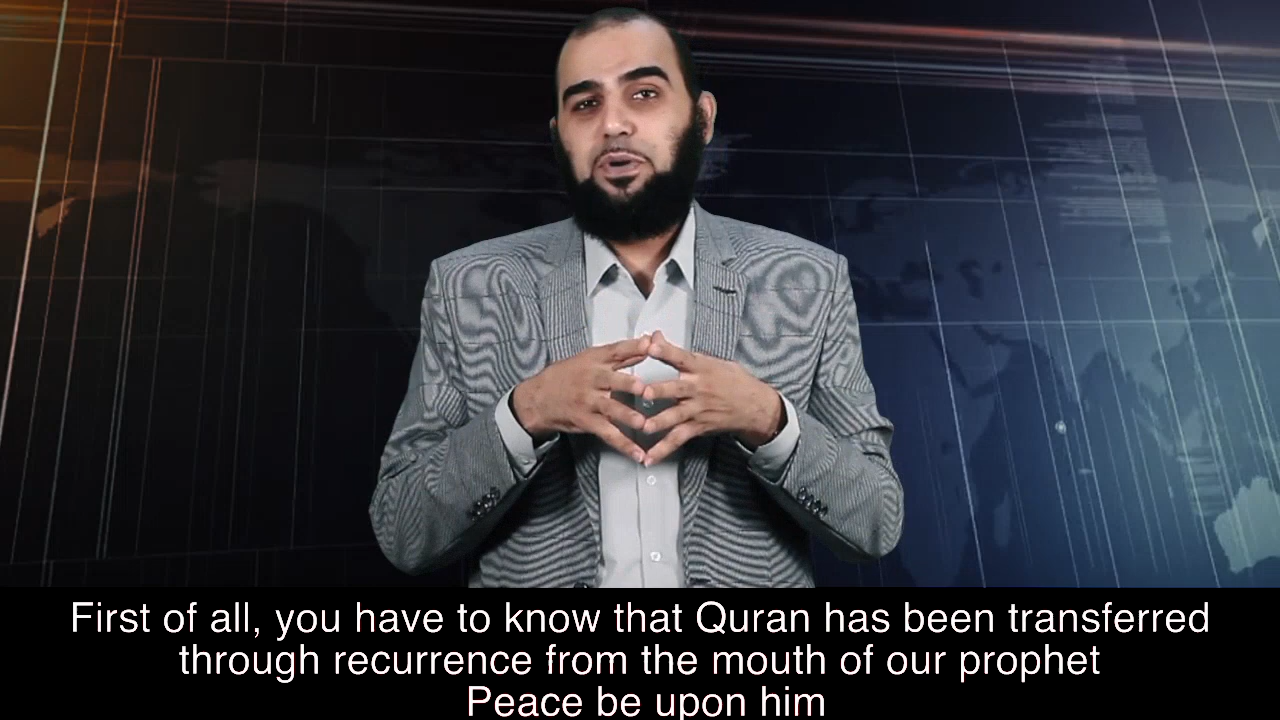 First of all, you have to know that Quran has been transferred
through recurrence from the mouth of our prophet
Peace be upon him